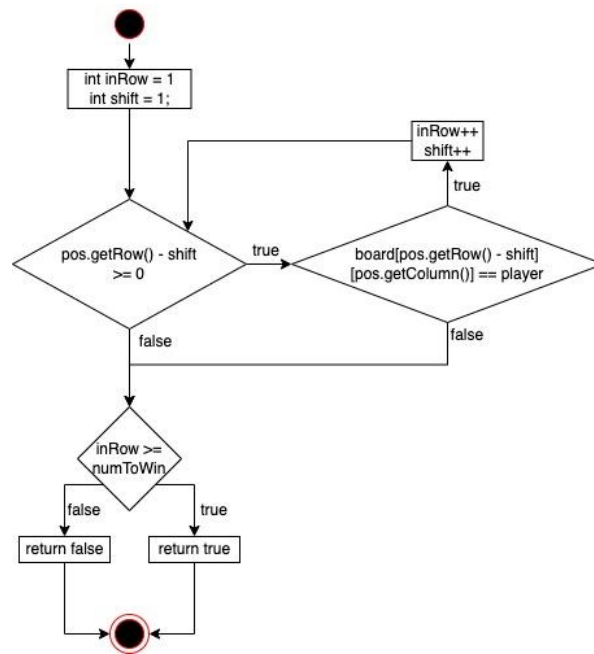 int inRow = 1
int shift = 1;
inRow++
shift++
true
pos.getRow() - shift
>= 0
true
board[pos.getRow() - shift]
[pos.getColumn()] == player
false
false
inRow >=
numToWin
false
true
return false
return true